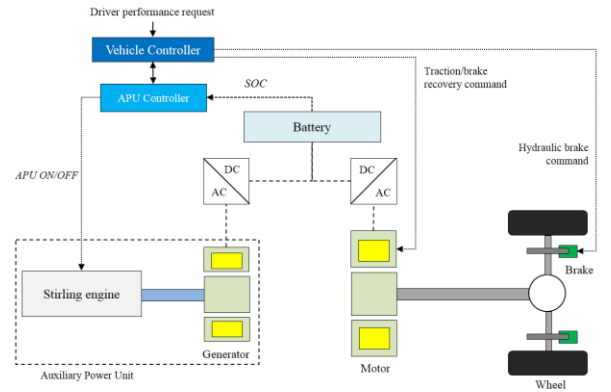 Driver performance request
Vehicle Controller
APU Controller
SOC
Battery
Traction/brake
recovery command
Hydraulic brake
command
APU ON/OFF
DC
AC
DC
AC
Stirling engine
Generator
Auxiliary Power Unit
Motor
Brake
Wheel